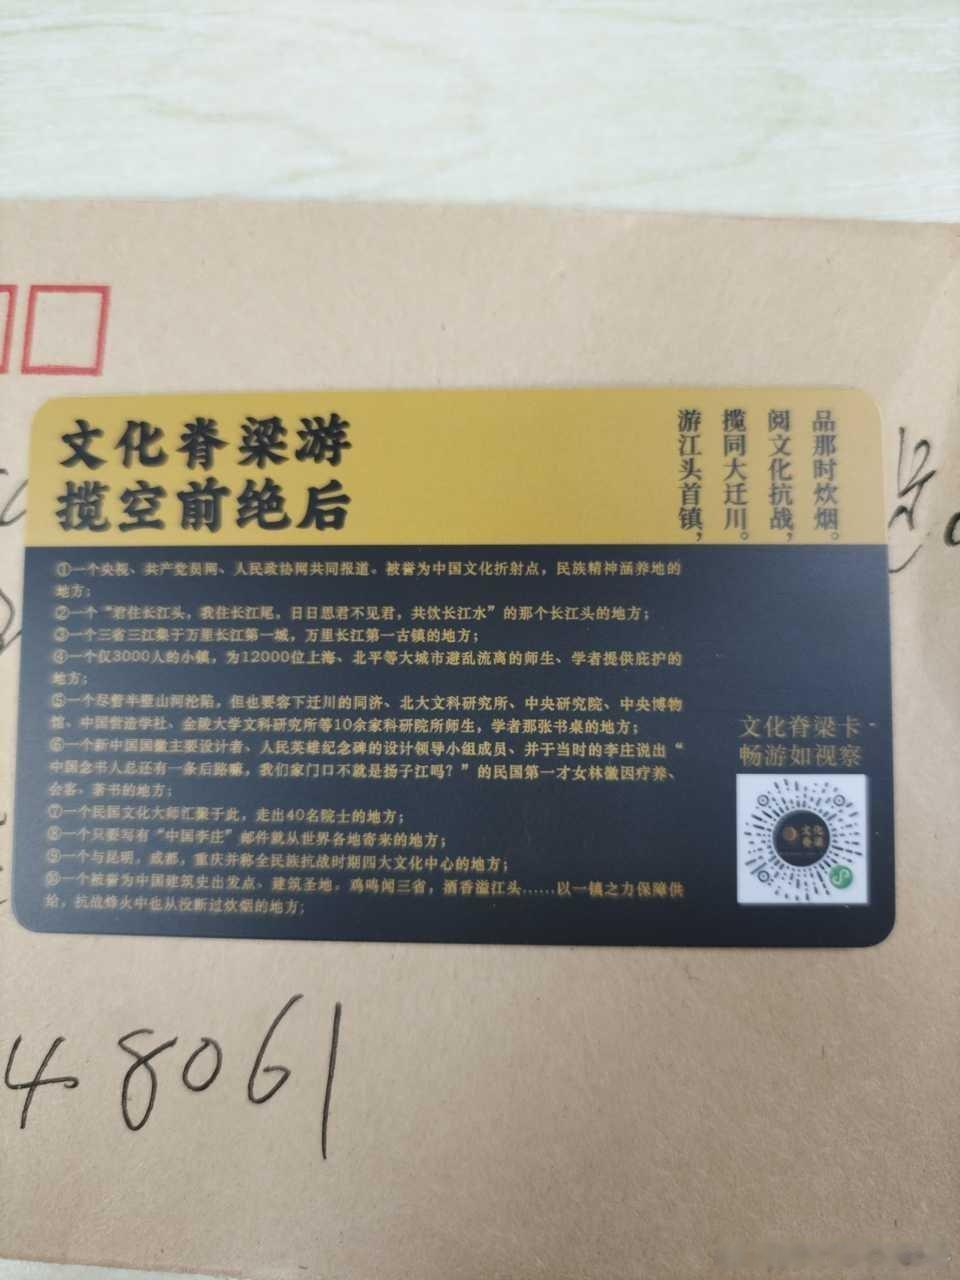 文化脊梁游
揽空前绝后
品那时炊烟。
阅文化抗战，
揽同大迁川。
游江头首镇，
①一个央视、共产党员网、人民政协网共同报道。被誉为中国文化折射点，民族精神涵养地的
地方；
②一个“君住长江头，我住长江尾，日日思君不见君，共饮长江水”的那个长江头的地方；
③一个三省三江集于万里长江第一城，万里长江第一古镇的地方；
④一个仅3000人的小镇，为12000位上海、北平等大城市避乱流离的师生、学者提供庇护的
地方；
⑤一个尽管半壁山河沦陷，但也要容下迁川的同济、北大文科研究所、中央研究院、中央博物
馆、中国营造学社、金陵大学文科研究所等10余家科研院所师生，学者那张书桌的地方；
⑥一个新中国国徽主要设计者、人民英雄纪念碑的设计领导小组成员、并于当时的李庄说出“
中国念书人总还有一条后路嘛，我们家门口不就是扬子江吗？”的民国第一才女林徽因疗养、
会客、著书的地方；
⑦一个民国文化大师汇聚于此，走出40名院士的地方；
⑧一个只要写有“中国李庄”邮件就从世界各地寄来的地方；
⑨一个与昆明，成都，重庆并称全民族抗战时期四大文化中心的地方；
⑩一个被誉为中国建筑史出发点、建筑圣地，鸡鸣闻三省，酒香溢江头……以一镇之力保障供
给，抗战烽火中也从没断过炊烟的地方；
文化脊梁卡
畅游如视察
文化
脊梁
48061